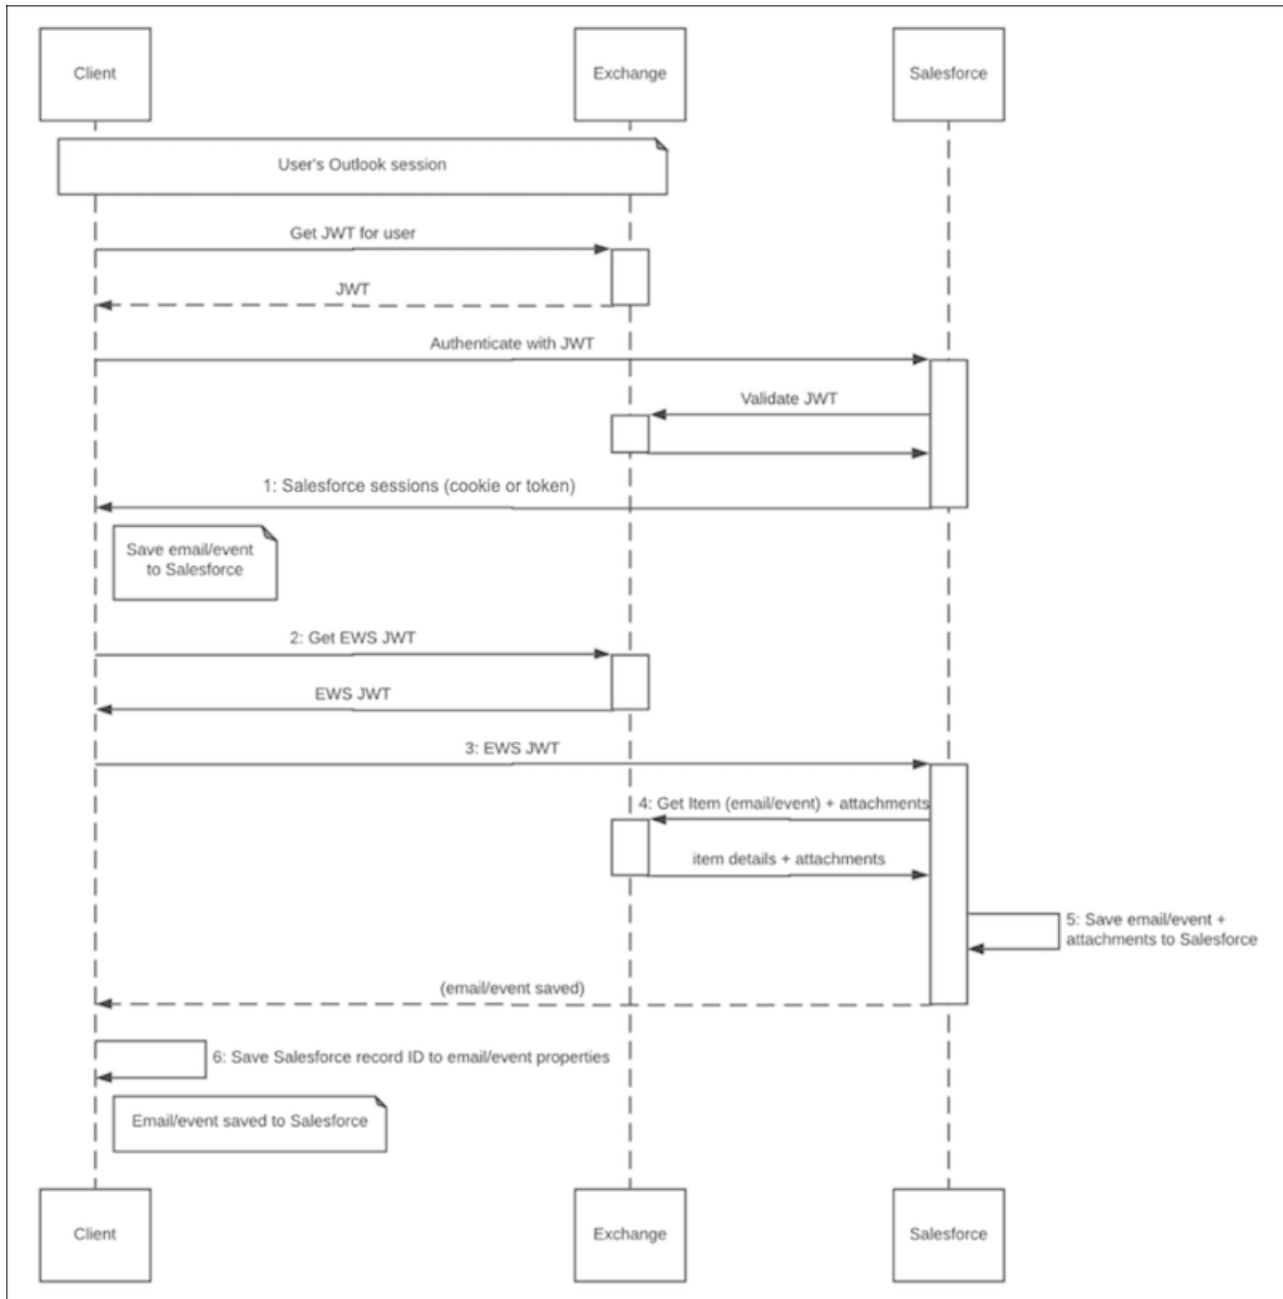 Client
Exchange
Salesforce
User's Outlook session
Get JWT for user
JWT
Authenticate with JWT
Validate JWT
1: Salesforce sessions (cookie or token)
Save email/event
to Salesforce
2: Get EWS JWT
EWS JWT
3: EWS JWT
4: Get Item (email/event) + attachments
item details + attachments
5: Save email/event +
attachments to Salesforce
(email/event saved)
6: Save Salesforce record ID to email/event properties
Email/event saved to Salesforce
Client
Exchange
Salesforce